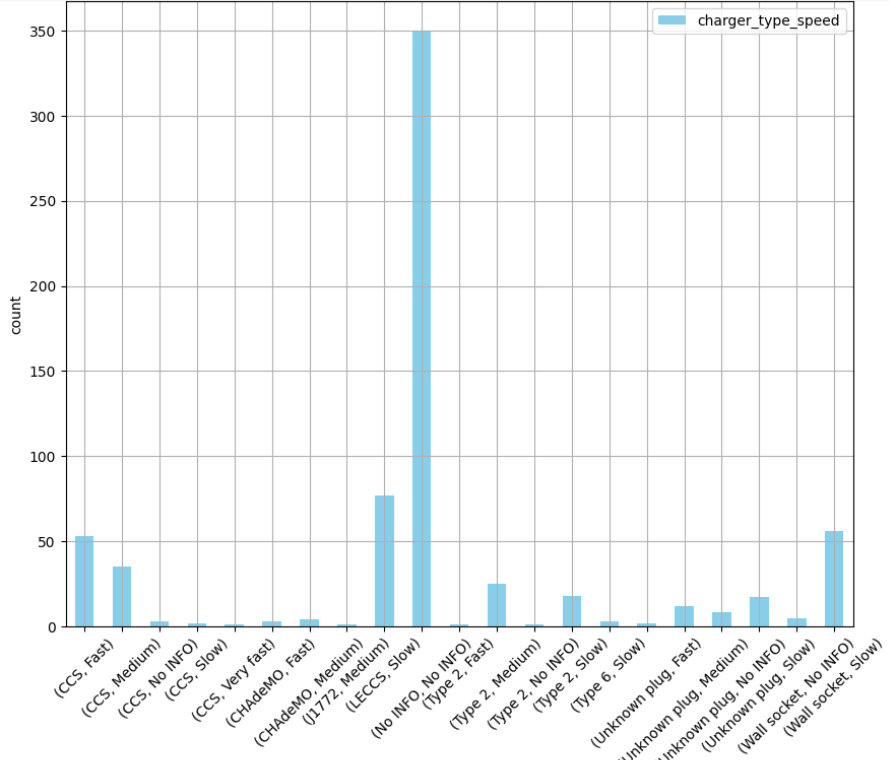 charger_type_speed
count
350
300
250
200
150
100
50
0
(CCS, Fast)
(CCS, Medium)
(CCS, No INFO)
(CCS, Slow)
(CCS, Very fast)
(CHAdeMO, Fast)
(CHAdeMO, Medium)
(J1772, Medium)
(LECCS, Slow)
(No INFO, No INFO)
(Type 2, Fast)
(Type 2, Medium)
(Type 2, No INFO)
(Type 2, Slow)
(Type 6, Slow)
(Unknown plug, Fast)
(Unknown plug, Medium)
Unknown plug, No INFO)
(Unknown plug, Slow)
(Wall socket, No INFO)
(Wall socket, Slow)